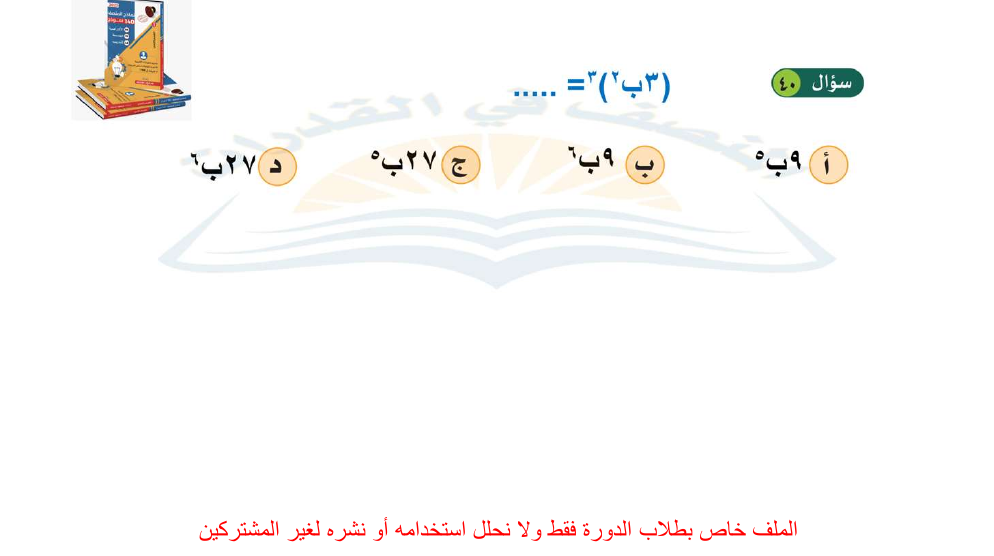 سؤال ٤٠ (٣ب^٢)^٣ = .....
أ ٩ب^٥ ب ٩ب^٦ ج ٢٧ب^٥ د ٢٧ب^٦
الملف خاص بطلاب الدورة فقط ولا نحلل استخدامه أو نشره لغير المشتركين